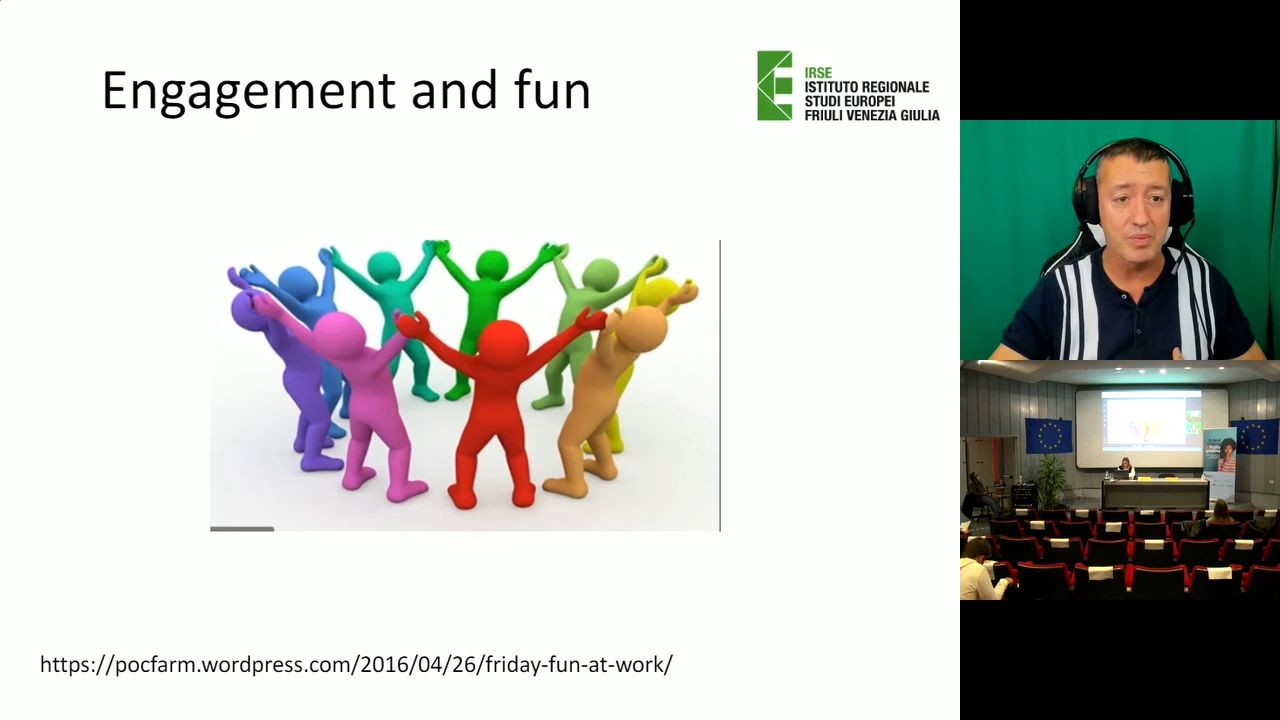 Engagement and fun
IRSE
ISTITUTO REGIONALE
STUDI EUROPEI
FRIULI VENEZIA GIULIA
https://pocfarm.wordpress.com/2016/04/26/friday-fun-at-work/